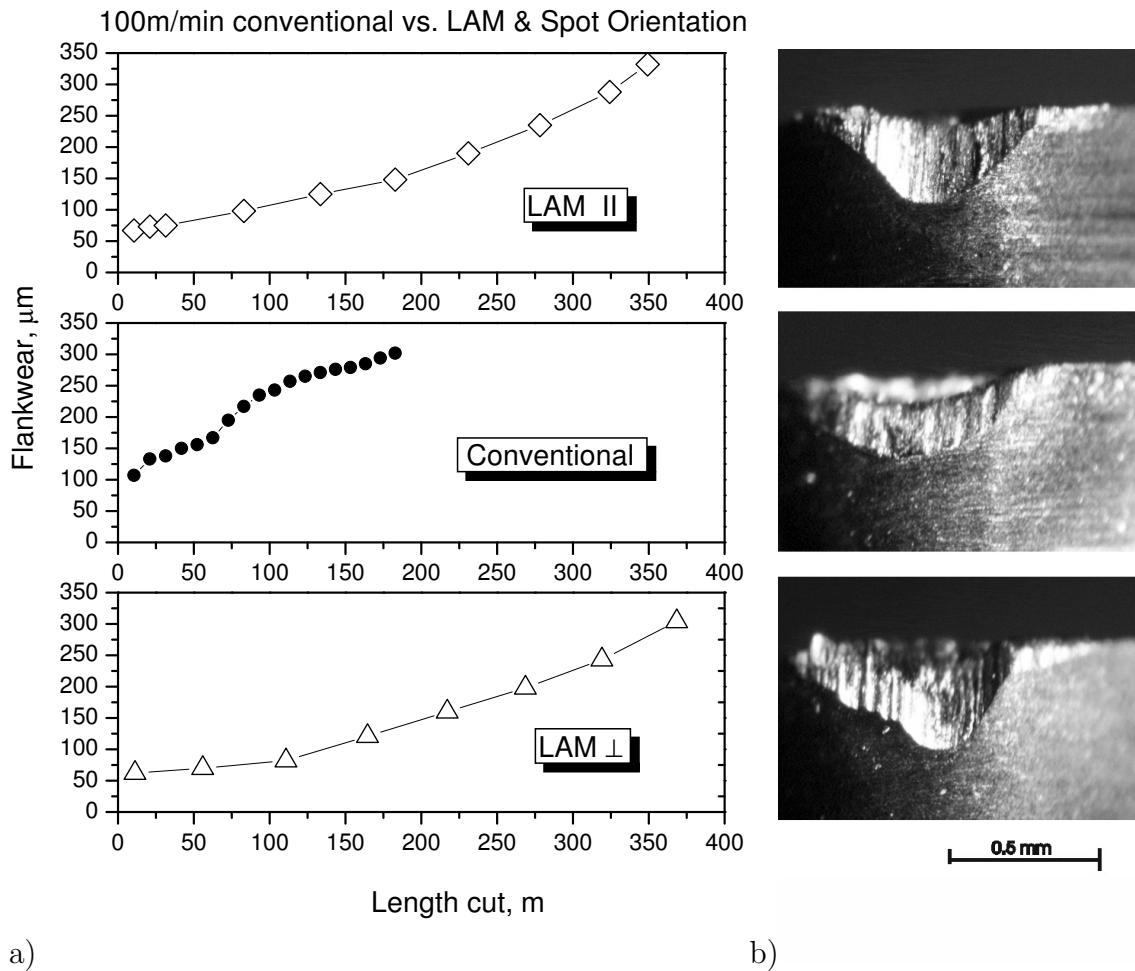 100m/min conventional vs. LAM & Spot Orientation
350
300
250
200
150
100
50
0
0 50 100 150 200 250 300 350 400
LAM II
350
300
250
200
150
100
50
0
0 50 100 150 200 250 300 350 400
Conventional
350
300
250
200
150
100
50
0
0 50 100 150 200 250 300 350 400
LAM ⊥
Flankwear, μm
Length cut, m
0.5 mm
a)
b)